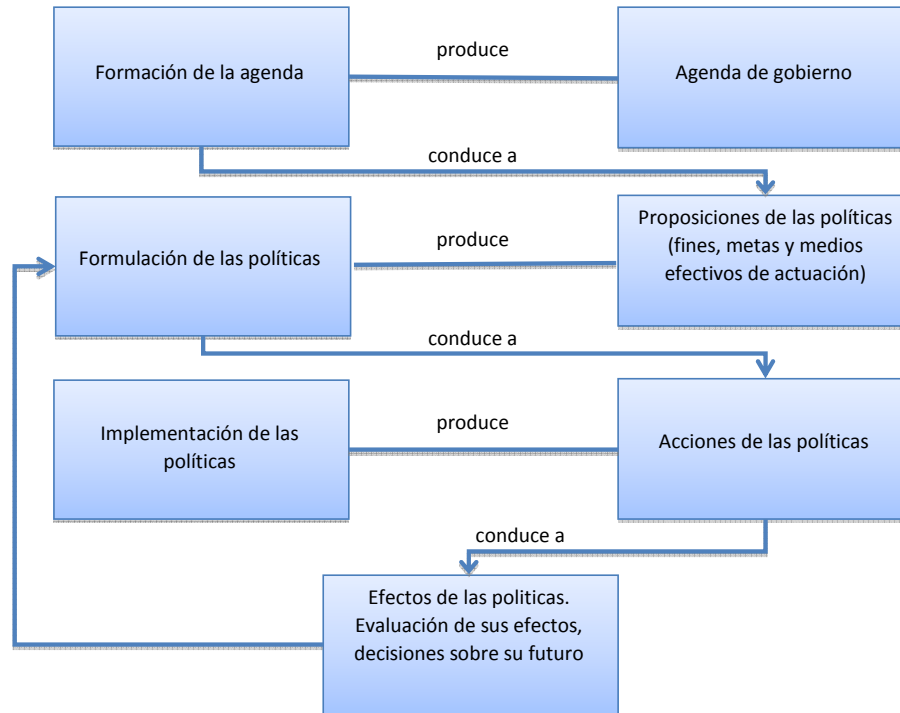 produce
Formación de la agenda
Agenda de gobierno
conduce a
Proposiciones de las políticas
(fines, metas y medios
efectivos de actuación)
Formulación de las políticas
produce
conduce a
Implementación de las
políticas
produce
Acciones de las políticas
conduce a
Efectos de las politicas.
Evaluación de sus efectos,
decisiones sobre su futuro